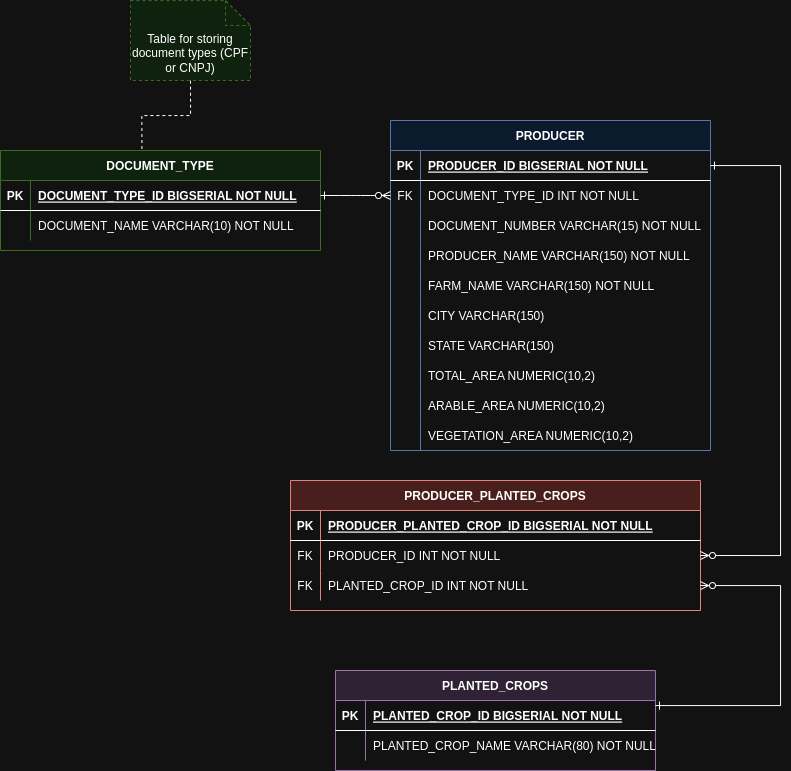 Table for storing
document types (CPF
or CNPJ)
DOCUMENT_TYPE
PK DOCUMENT_TYPE_ID BIGSERIAL NOT NULL
DOCUMENT_NAME VARCHAR(10) NOT NULL
PRODUCER
PK PRODUCER_ID BIGSERIAL NOT NULL
FK DOCUMENT_TYPE_ID INT NOT NULL
DOCUMENT_NUMBER VARCHAR(15) NOT NULL
PRODUCER_NAME VARCHAR(150) NOT NULL
FARM_NAME VARCHAR(150) NOT NULL
CITY VARCHAR(150)
STATE VARCHAR(150)
TOTAL_AREA NUMERIC(10,2)
ARABLE_AREA NUMERIC(10,2)
VEGETATION_AREA NUMERIC(10,2)
PRODUCER_PLANTED_CROPS
PK PRODUCER_PLANTED_CROP_ID BIGSERIAL NOT NULL
FK PRODUCER_ID INT NOT NULL
FK PLANTED_CROP_ID INT NOT NULL
PLANTED_CROPS
PK PLANTED_CROP_ID BIGSERIAL NOT NULL
PLANTED_CROP_NAME VARCHAR(80) NOT NULL